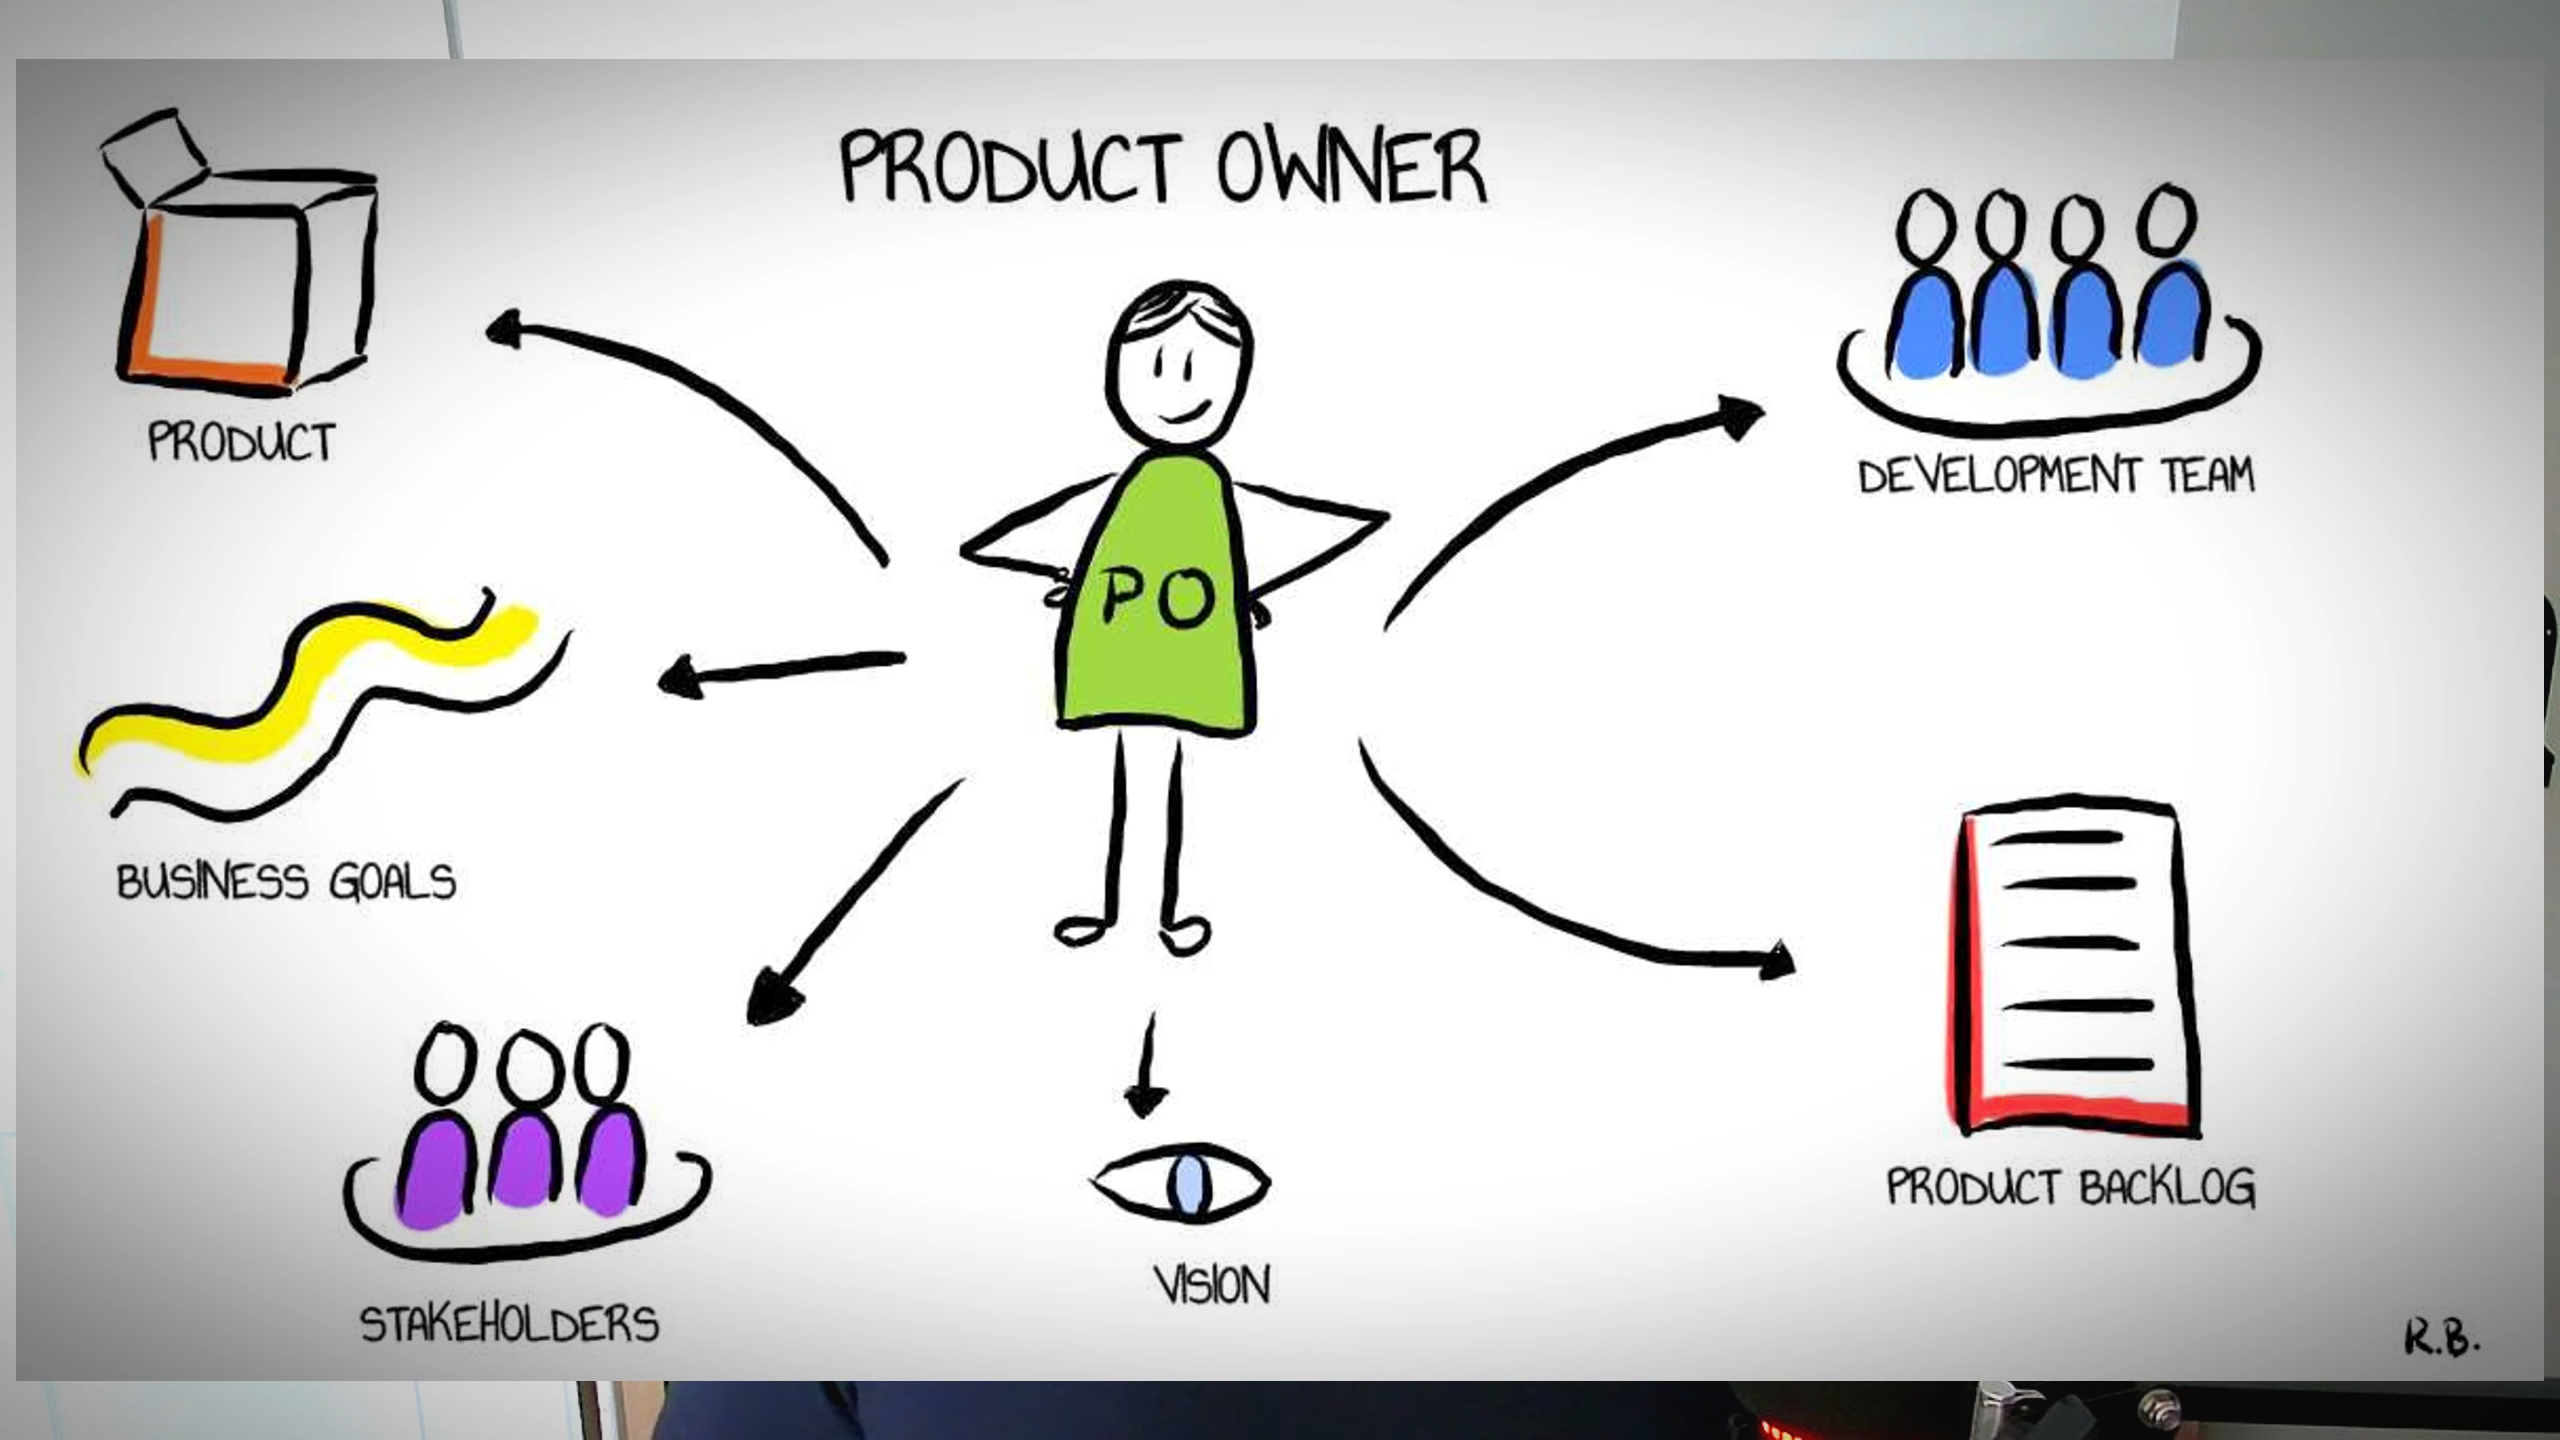 PRODUCT OWNER
PRODUCT
DEVELOPMENT TEAM
PO
BUSINESS GOALS
PRODUCT BACKLOG
VISION
STAKEHOLDERS
R.B.